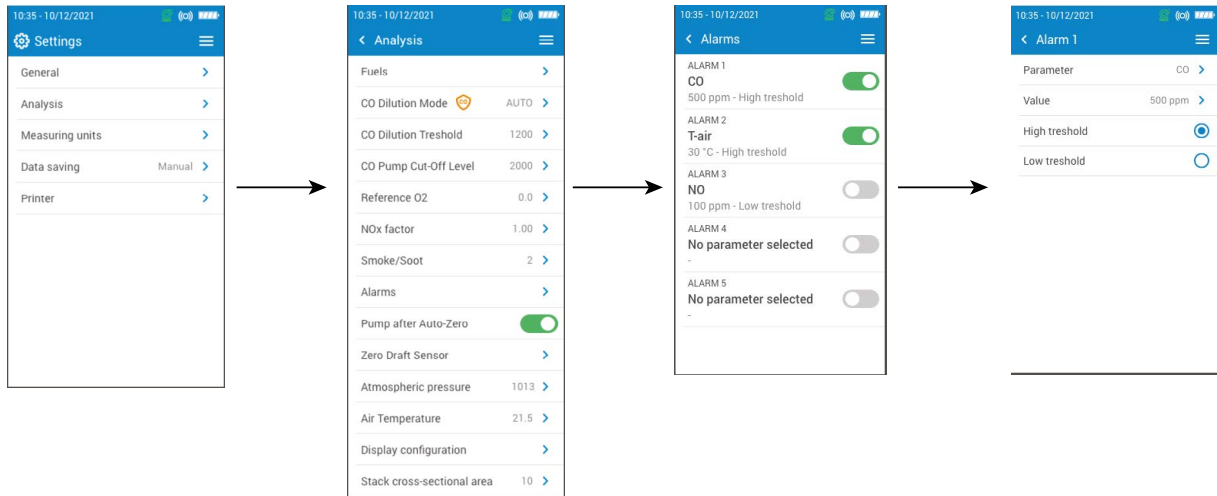 10:35 - 10/12/2021
Settings
General
Analysis
Measuring units
Data saving Manual
Printer
10:35 - 10/12/2021
Analysis
Fuels
CO Dilution Mode CO AUTO
CO Dilution Treshold 1200
CO Pump Cut-Off Level 2000
Reference O2 0.0
NOx factor 1.00
Smoke/Soot 2
Alarms
Pump after Auto-Zero
Zero Draft Sensor
Atmospheric pressure 1013
Air Temperature 21.5
Display configuration
Stack cross-sectional area 10
10:35 - 10/12/2021
Alarms
ALARM 1
CO
500 ppm - High treshold
ALARM 2
T-air
30 °C - High treshold
ALARM 3
NO
100 ppm - Low treshold
ALARM 4
No parameter selected
-
ALARM 5
No parameter selected
-
10:35 - 10/12/2021
Alarm 1
Parameter CO
Value 500 ppm
High treshold
Low treshold